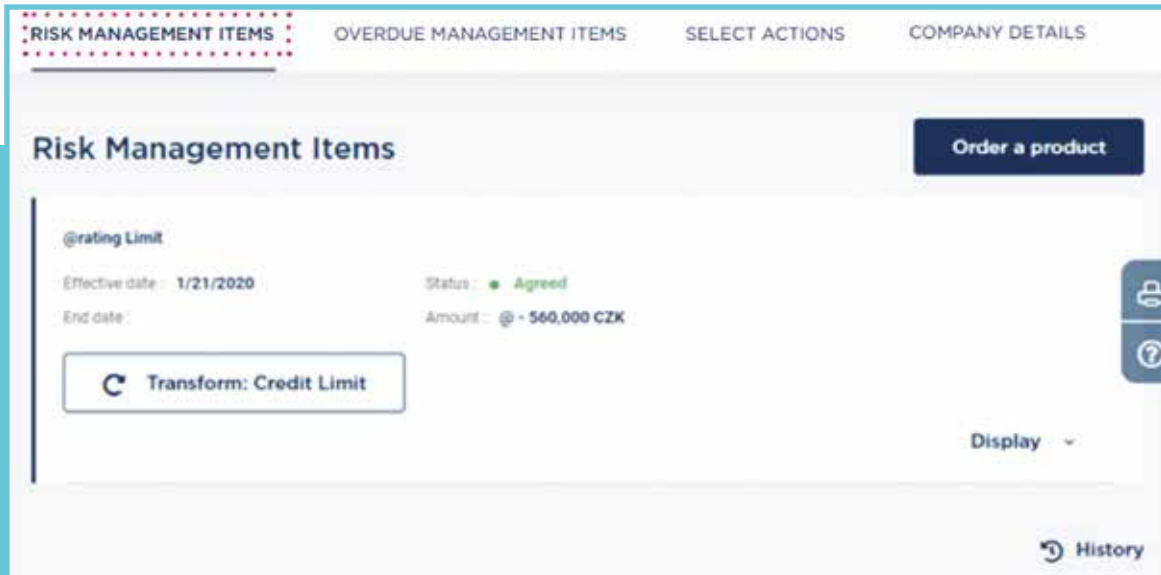 RISK MANAGEMENT ITEMS OVERDUE MANAGEMENT ITEMS SELECT ACTIONS COMPANY DETAILS
Risk Management Items
Order a product
@rating Limit
Effective date : 1/21/2020 Status : Agreed
End date : Amount : @ - 560,000 CZK
Transform: Credit Limit
Display
History